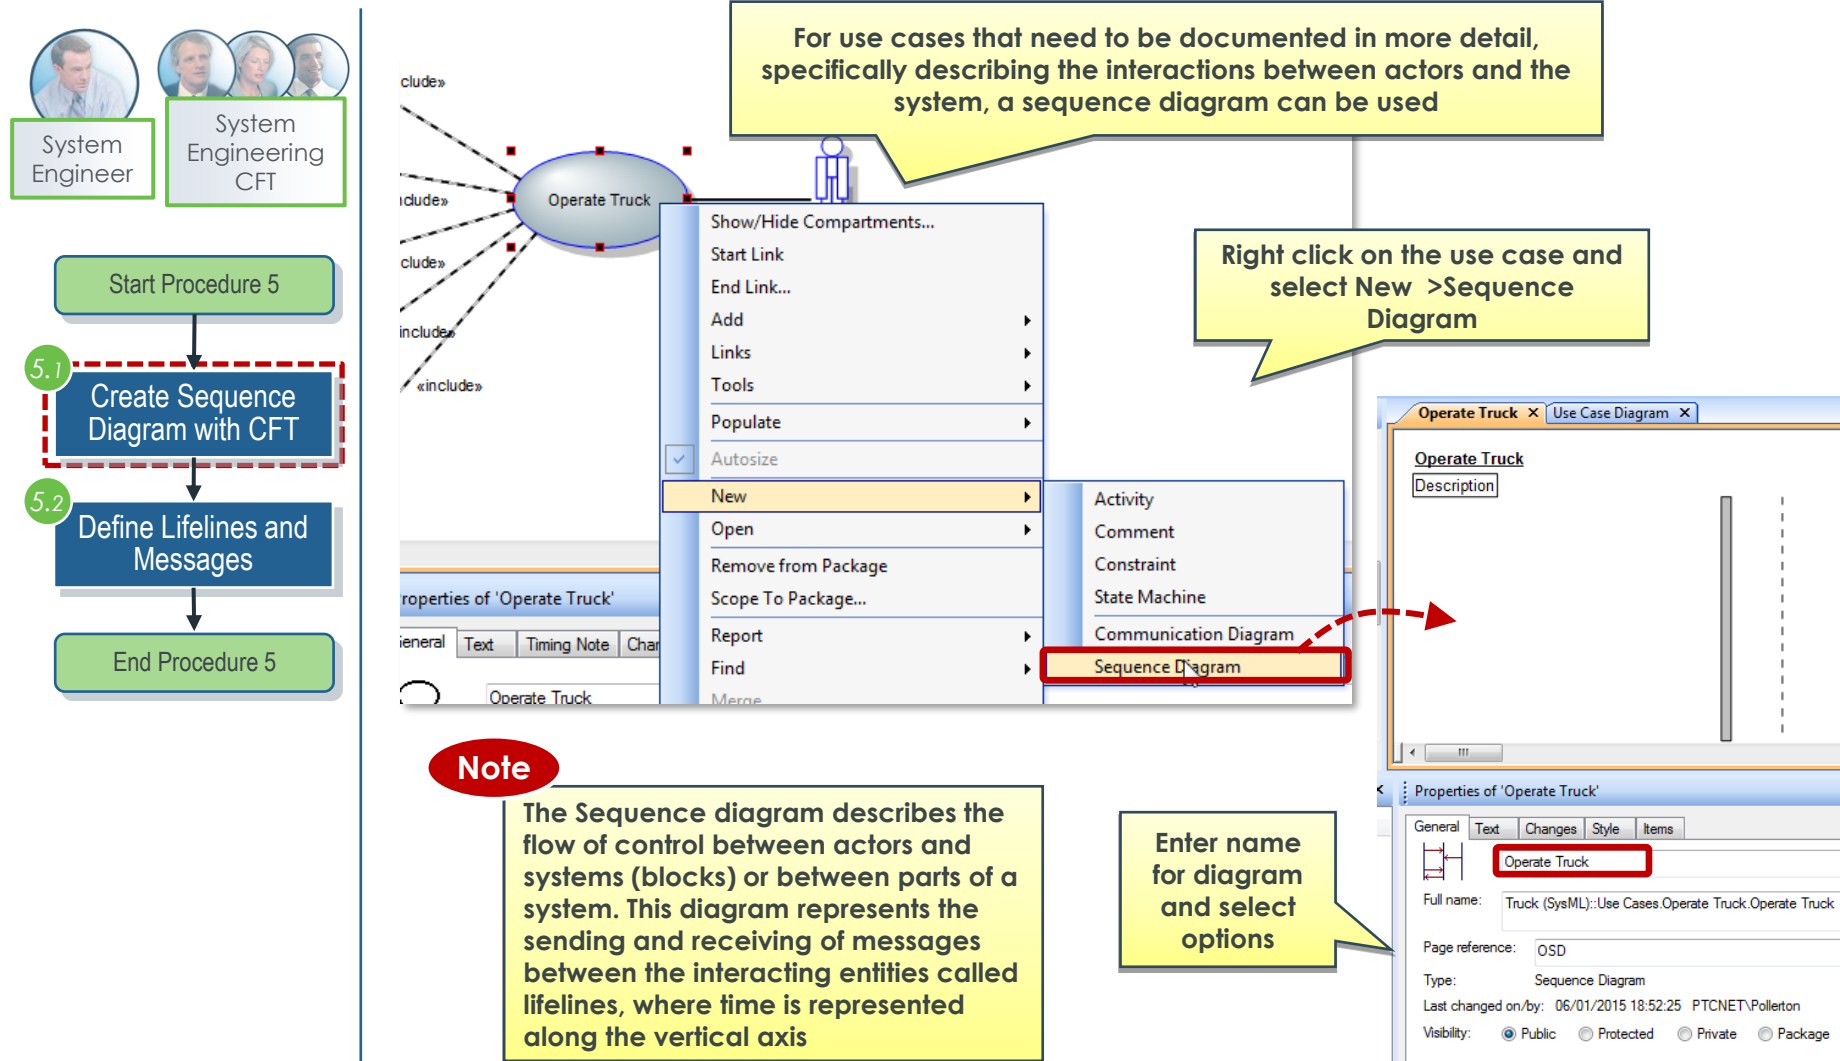 System
Engineer
System
Engineering
CFT
Start Procedure 5
5.1
Create Sequence
Diagram with CFT
5.2
Define Lifelines and
Messages
End Procedure 5
For use cases that need to be documented in more detail,
specifically describing the interactions between actors and the
system, a sequence diagram can be used
clude»
clude»
clude»
include»
«include»
Operate Truck
Show/Hide Compartments...
Start Link
End Link...
Add
Links
Tools
Populate
Autosize
New
Open
Remove from Package
Scope To Package...
Report
Find
Merge
Activity
Comment
Constraint
State Machine
Communication Diagram
Sequence Diagram
roperties of 'Operate Truck'
eneral Text Timing Note Char
Operate Truck
Right click on the use case and
select New >Sequence
Diagram
Operate Truck Use Case Diagram
Operate Truck
Description
Note
The Sequence diagram describes the
flow of control between actors and
systems (blocks) or between parts of a
system. This diagram represents the
sending and receiving of messages
between the interacting entities called
lifelines, where time is represented
along the vertical axis
Enter name
for diagram
and select
options
Properties of 'Operate Truck'
General Text Changes Style Items
Operate Truck
Full name: Truck (SysML)::Use Cases.Operate Truck.Operate Truck
Page reference: OSD
Type: Sequence Diagram
Last changed on/by: 06/01/2015 18:52:25 PTCNET\Pollerton
Visibility: Public Protected Private Package